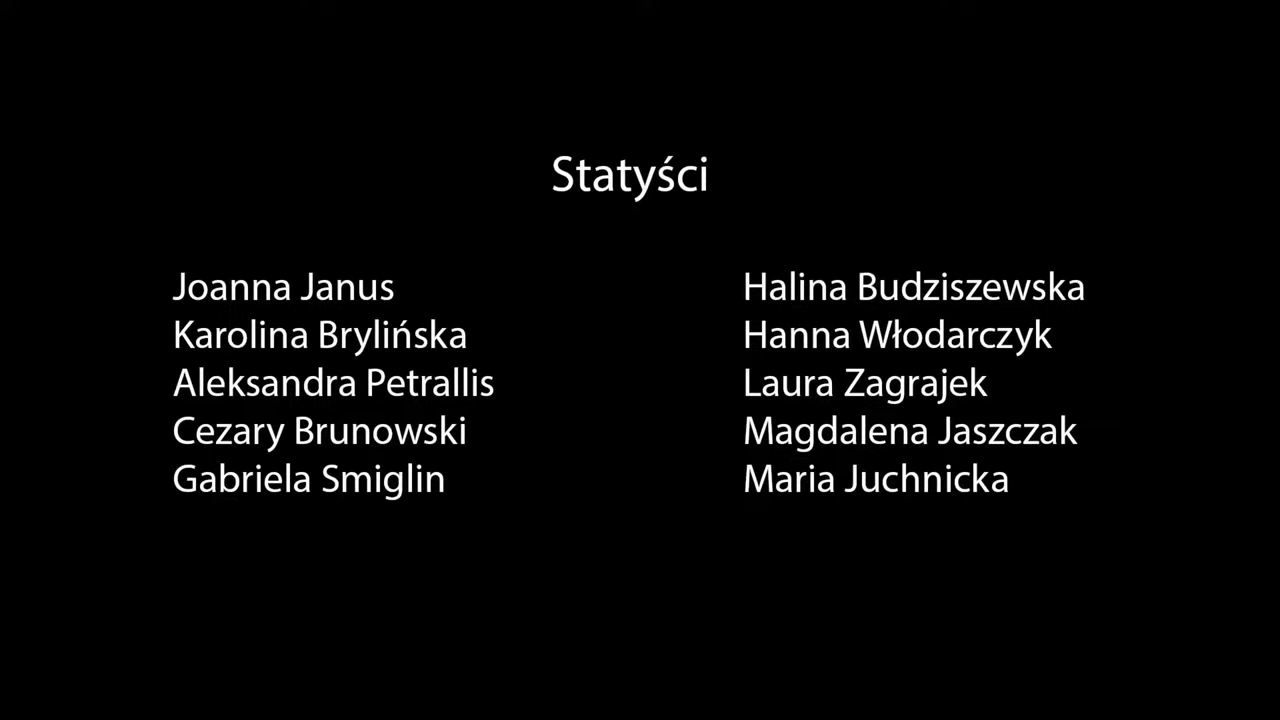 Statyści
Joanna Janus
Karolina Brylińska
Aleksandra Petrallis
Cezary Brunowski
Gabriela Smiglin
Halina Budziszewska
Hanna Włodarczyk
Laura Zagrajek
Magdalena Jaszczak
Maria Juchnicka